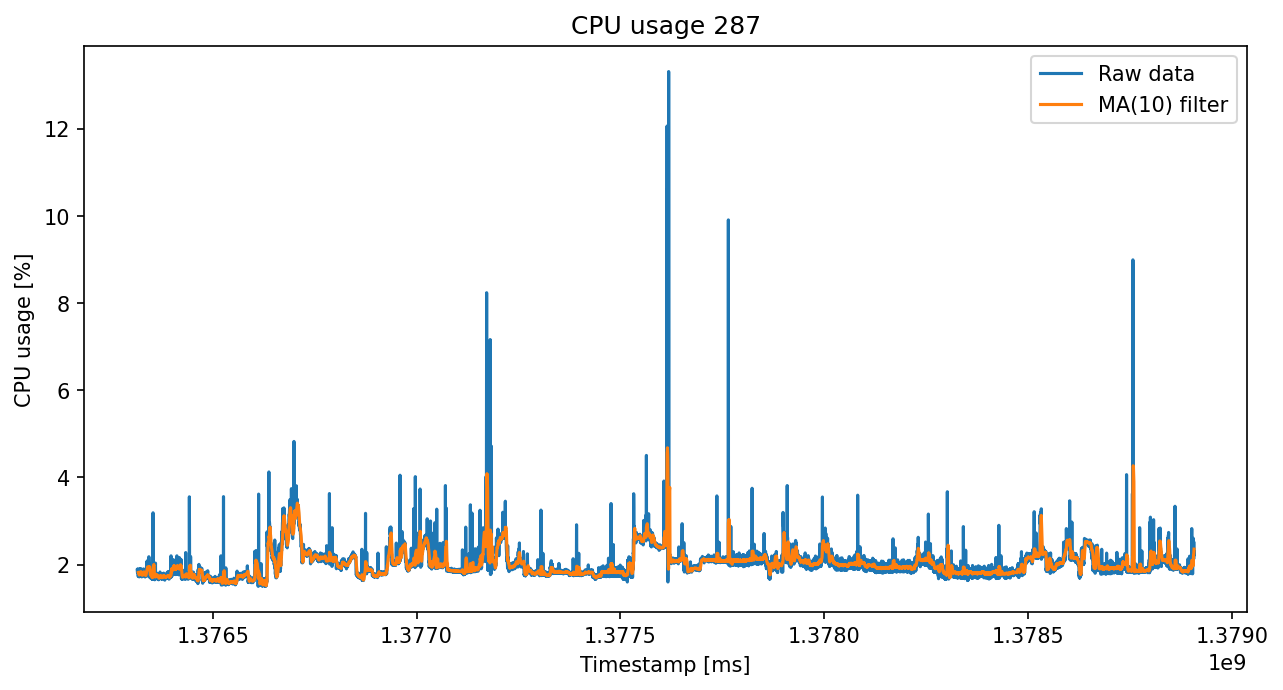 CPU usage 287
Raw data
MA(10) filter
CPU usage [%]
12
10
8
6
4
2
1.3765
1.3770
1.3775
1.3780
1.3785
1.3790
1e9
Timestamp [ms]